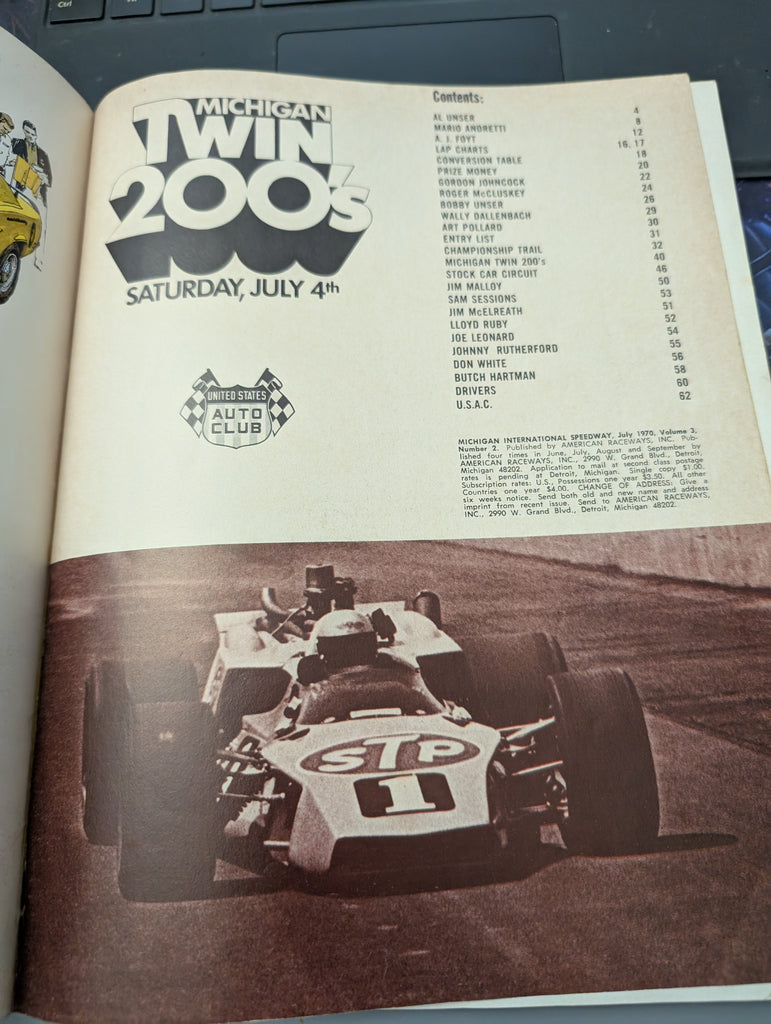 Ctrl
MICHIGAN
TWIN
200's
SATURDAY, JULY 4th
UNITED STATES
AUTO
CLUB
Contents:
AL UNSER 4
MARIO ANDRETTI 8
A. J. FOYT 12
LAP CHARTS 16, 17
CONVERSION TABLE 18
PRIZE MONEY 20
GORDON JOHNCOCK 22
ROGER McCLUSKEY 24
BOBBY UNSER 26
WALLY DALLENBACH 29
ART POLLARD 30
ENTRY LIST 31
CHAMPIONSHIP TRAIL 32
MICHIGAN TWIN 200's 40
STOCK CAR CIRCUIT 46
JIM MALLOY 50
SAM SESSIONS 53
JIM McELREATH 51
LLOYD RUBY 52
JOE LEONARD 54
JOHNNY RUTHERFORD 55
DON WHITE 56
BUTCH HARTMAN 58
DRIVERS 60
U.S.A.C. 62
MICHIGAN INTERNATIONAL SPEEDWAY, July 1970, Volume 3,
Number 2. Published by AMERICAN RACEWAYS, INC. Pub-
lished four times in June, July, August and September by
AMERICAN RACEWAYS, INC., 2990 W. Grand Blvd., Detroit,
Michigan 48202. Application to mail at second class postage
rates is pending at Detroit, Michigan. Single copy $1.00.
Subscription rates: U.S., Possessions one year $3.50. All other
Countries one year $4.00. CHANGE OF ADDRESS: Give a
six weeks notice. Send both old and new name and address
imprint from recent issue. Send to AMERICAN RACEWAYS,
INC., 2990 W. Grand Blvd., Detroit, Michigan 48202.
STP
1